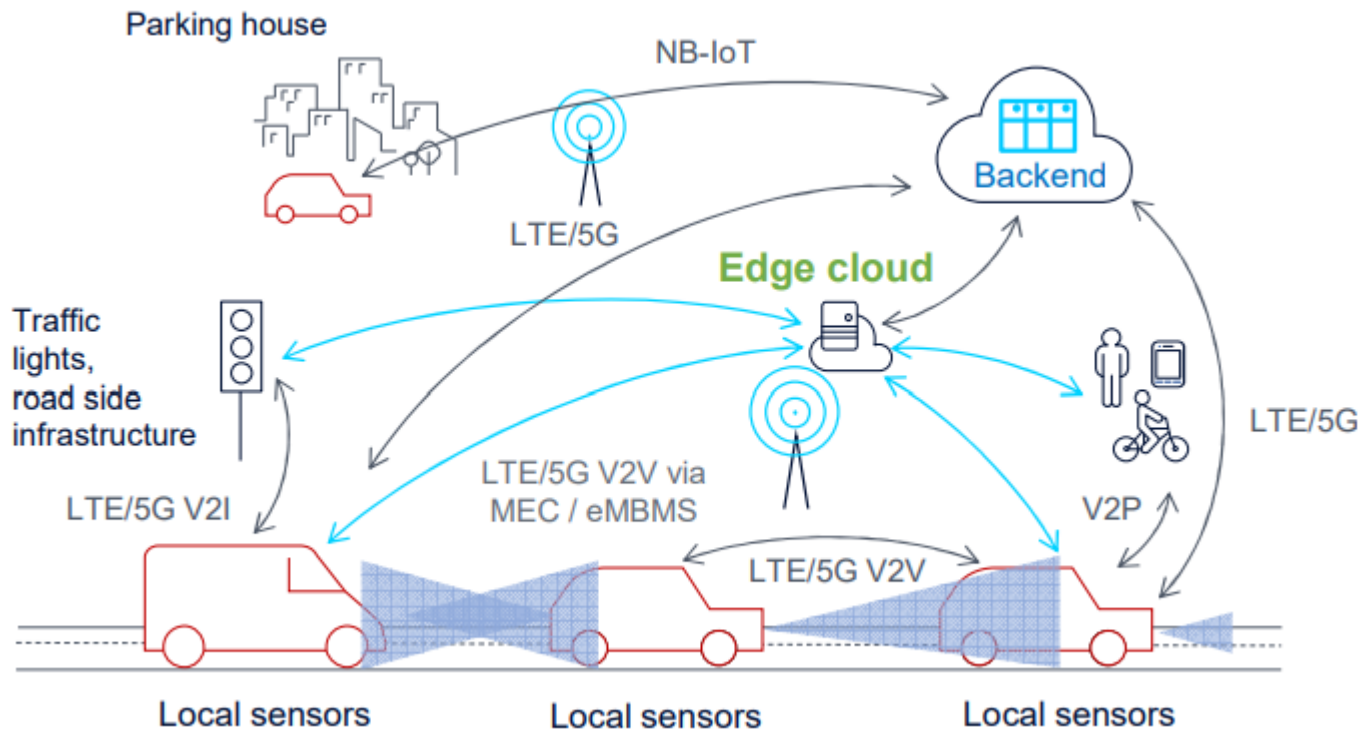 Parking house
NB-IoT
Backend
LTE/5G
Edge cloud
Traffic
lights,
road side
infrastructure
LTE/5G
LTE/5G V2V via
MEC / eMBMS
LTE/5G V2I
V2P
LTE/5G V2V
Local sensors
Local sensors
Local sensors